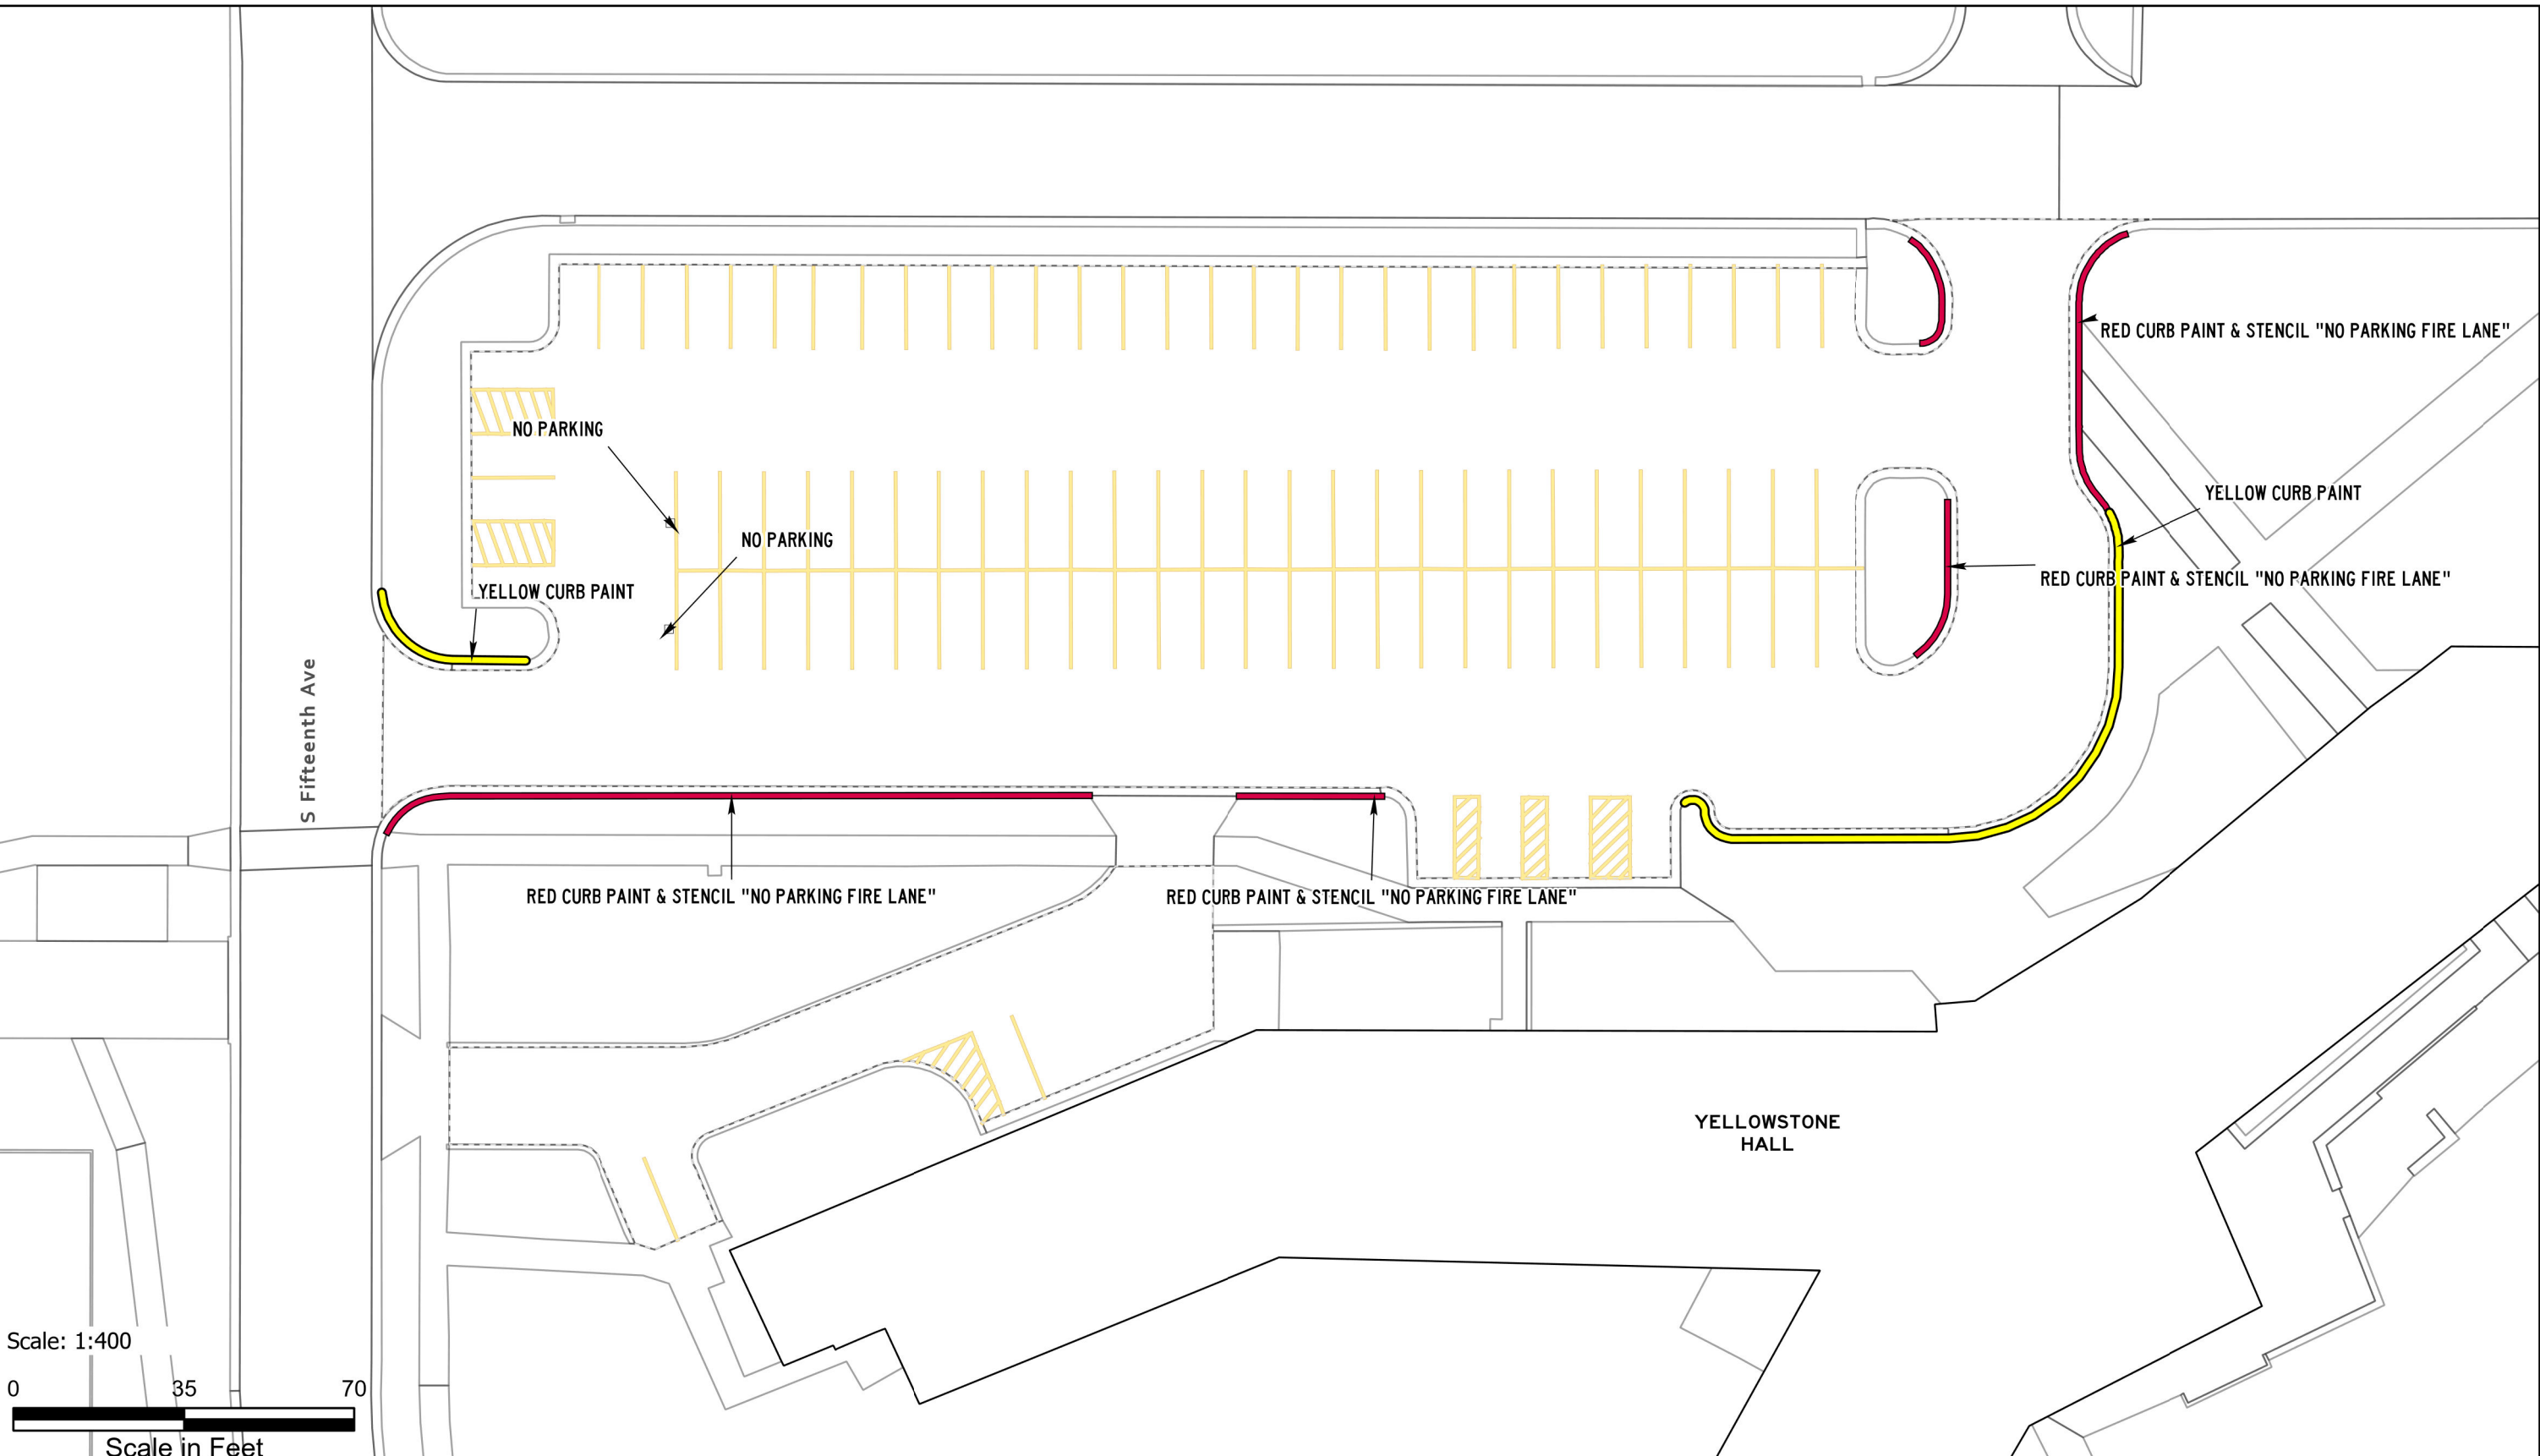 RED CURB PAINT & STENCIL "NO PARKING FIRE LANE"
NO PARKING
YELLOW CURB PAINT
NO PARKING
RED CURB PAINT & STENCIL "NO PARKING FIRE LANE"
YELLOW CURB PAINT
S Fifteenth Ave
RED CURB PAINT & STENCIL "NO PARKING FIRE LANE"
RED CURB PAINT & STENCIL "NO PARKING FIRE LANE"
YELLOWSTONE
HALL
Scale: 1:400
0 35 70
Scale in Feet